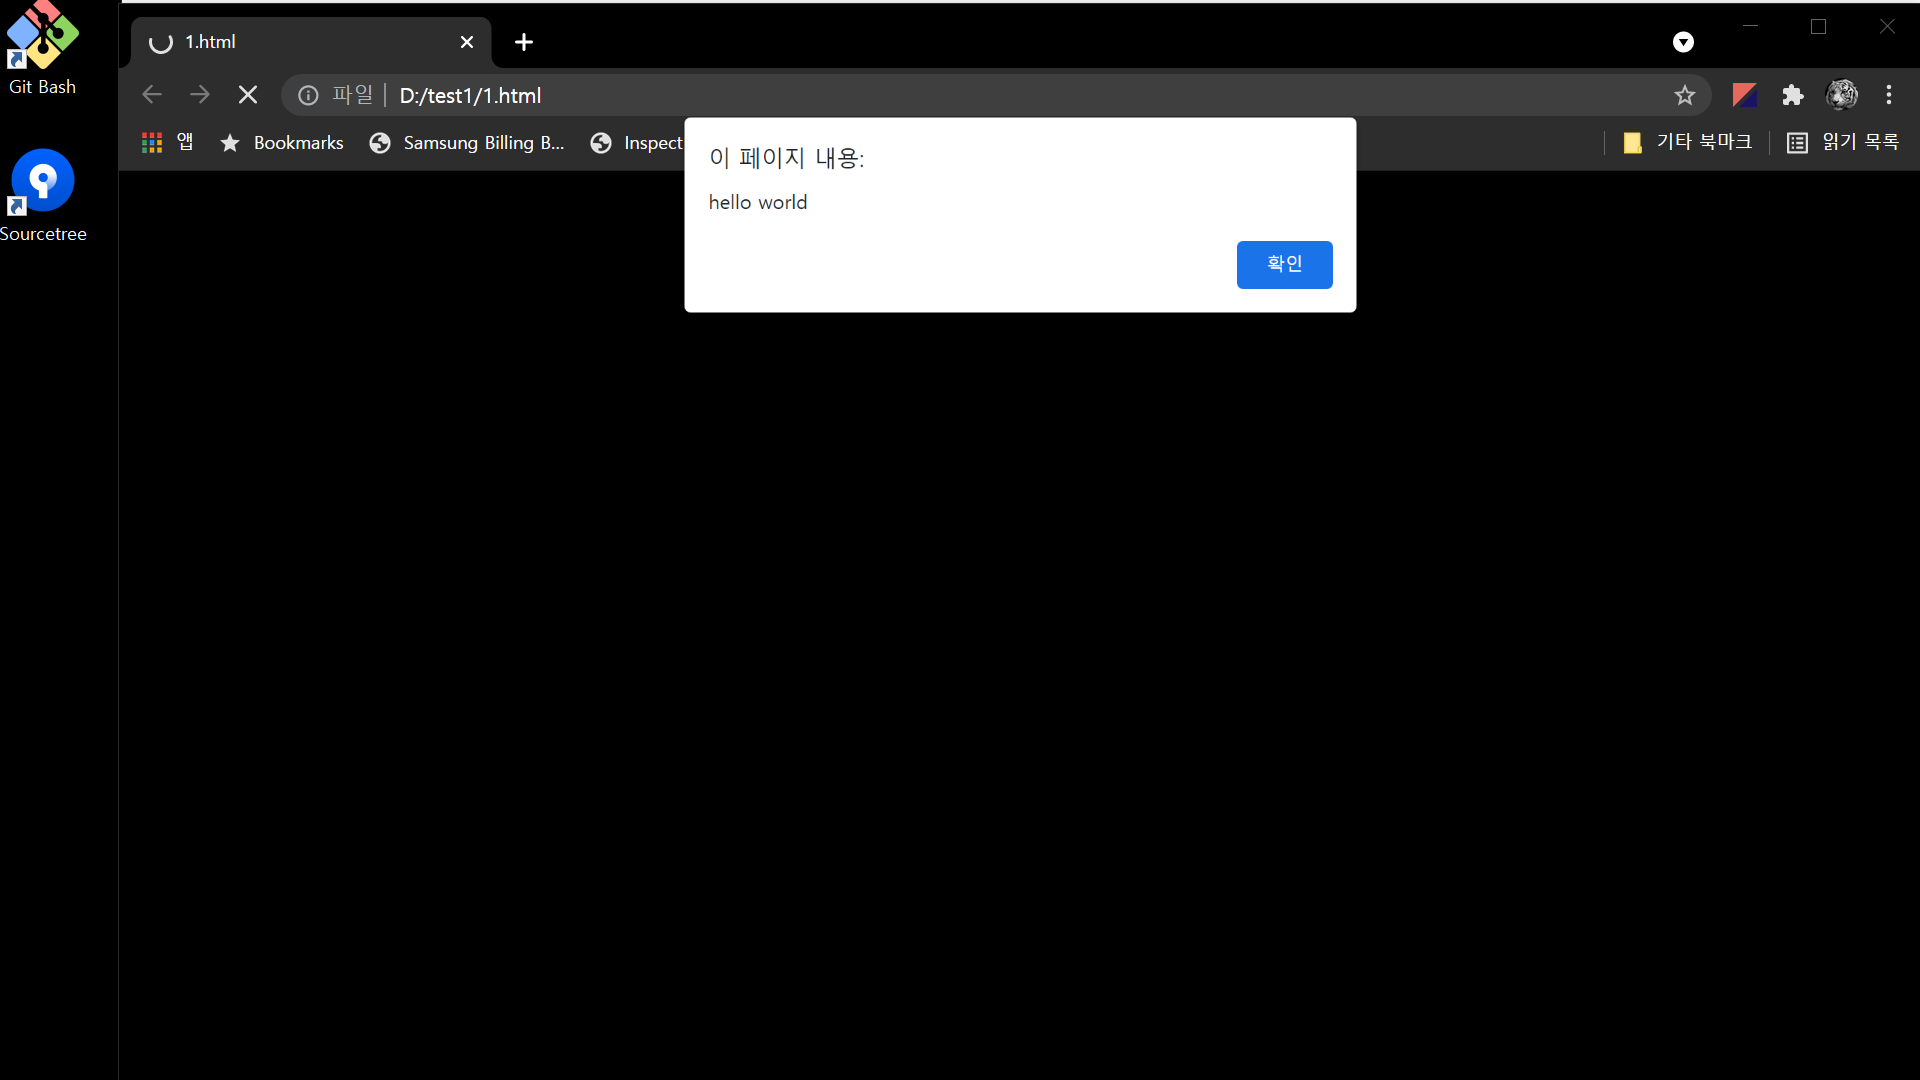 Git Bash
Sourcetree
1.html
파일 D:/test1/1.html
앱 Bookmarks Samsung Billing B... Inspect 기타 북마크 읽기 목록
이 페이지 내용:
hello world
확인